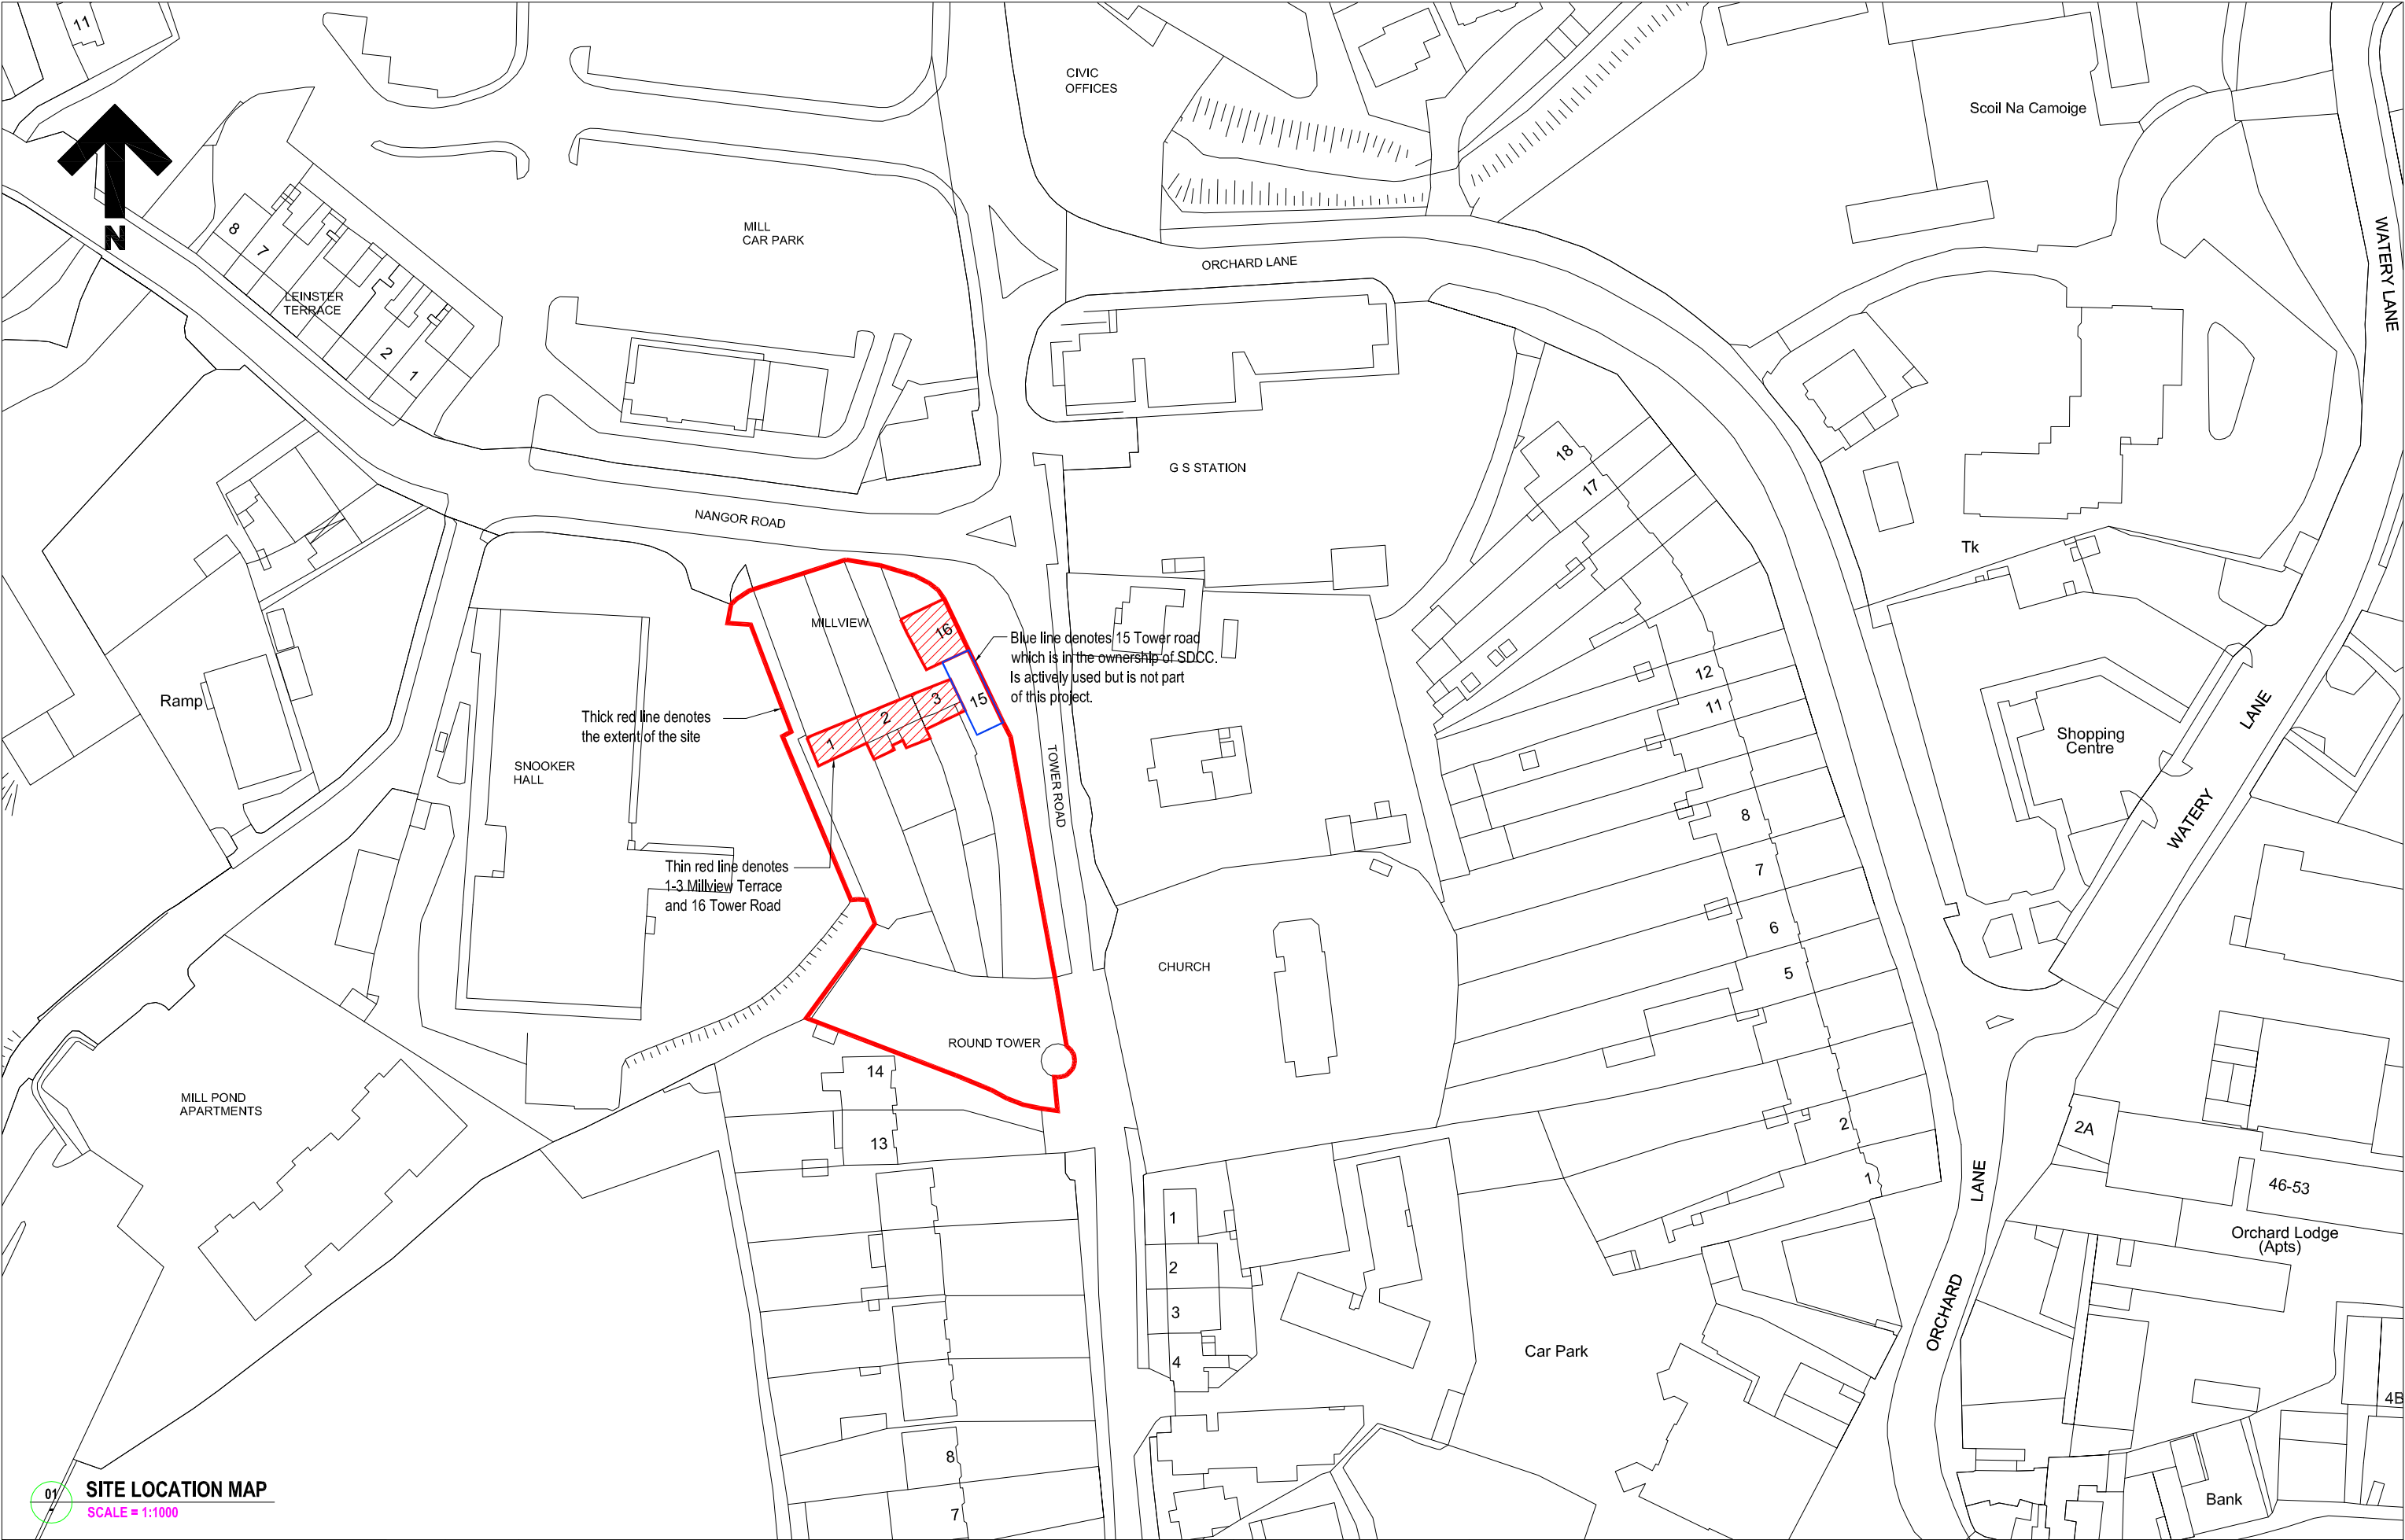 11
CIVIC
OFFICES
Scoil Na Camoige
N
8
7
MILL
CAR PARK
WATERY LANE
ORCHARD LANE
LEINSTER
TERRACE
2
1
18
17
G S STATION
NANGOR ROAD
Tk
MILLVIEW
16
Blue line denotes 15 Tower road
which is in the ownership of SDCC.
Is actively used but is not part
of this project.
15
3
2
1
Ramp
Thick red line denotes
the extent of the site
12
11
WATERY LANE
Shopping
Centre
SNOOKER
HALL
TOWER ROAD
8
7
6
5
Thin red line denotes
1-3 Millview Terrace
and 16 Tower Road
CHURCH
ROUND TOWER
14
13
MILL POND
APARTMENTS
2
1
2A
46-53
Orchard Lodge
(Apts)
ORCHARD LANE
1
2
3
4
Car Park
4B
8
7
Bank
01
SITE LOCATION MAP
SCALE = 1:1000